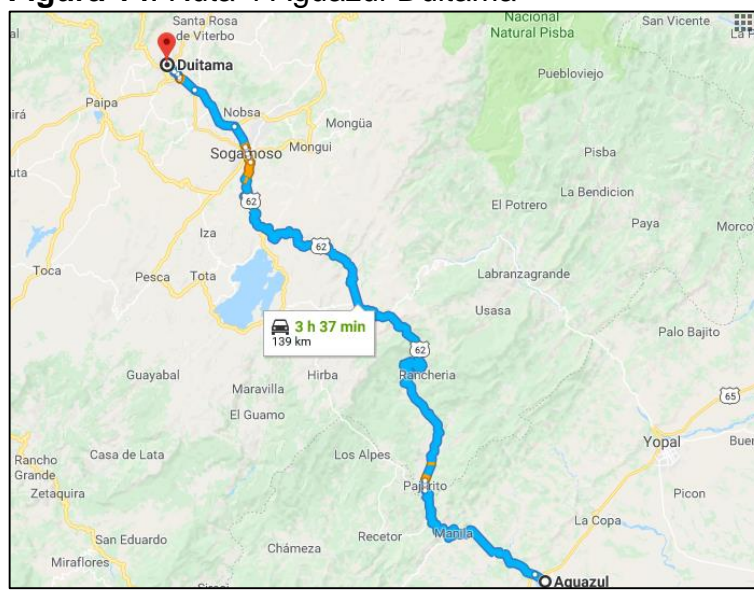 Santa Rosa
de Viterbo
Nacional
Natural Pisba
San Vicente
Duitama
Puebloviejo
Paipa
Nobsa
Mongüa
Sogamoso
Mongui
Pisba
62
La Bendicion
El Potrero
Paya
Iza
62
Toca
Pesca
Tota
Labranzagrande
Usasa
3 h 37 min
139 km
Palo Bajito
62
Guayabal
Hirba
Rancheria
Maravilla
65
El Guamo
Yopal
Los Alpes
Rancho
Grande
Casa de Lata
Pajarito
Picon
Zetaquira
La Copa
San Eduardo
Recetor
Manila
Chámeza
Miraflores
Aguazul